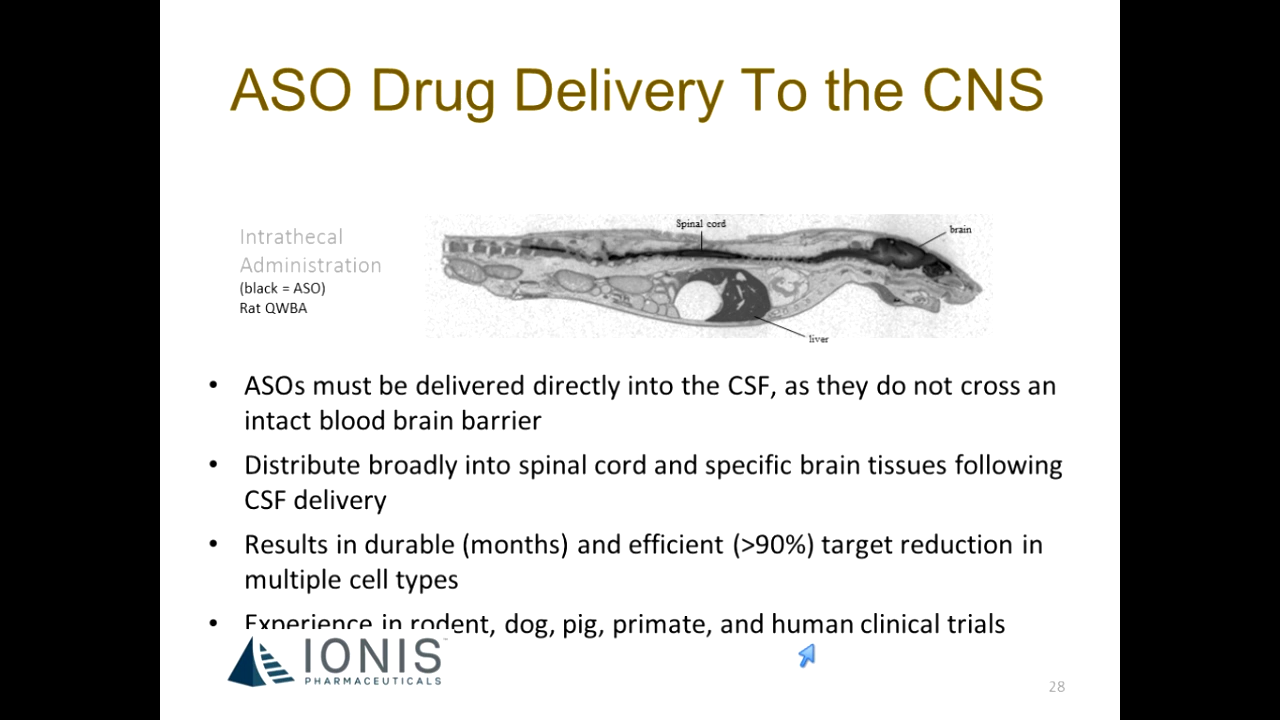 ASO Drug Delivery To the CNS
Intrathecal
Administration
(black = ASO)
Rat QWBA
Spinal cord
brain
liver
• ASOs must be delivered directly into the CSF, as they do not cross an
intact blood brain barrier
• Distribute broadly into spinal cord and specific brain tissues following
CSF delivery
• Results in durable (months) and efficient (>90%) target reduction in
multiple cell types
• Experience in rodent, dog, pig, primate, and human clinical trials
IONIS
PHARMACEUTICALS
28